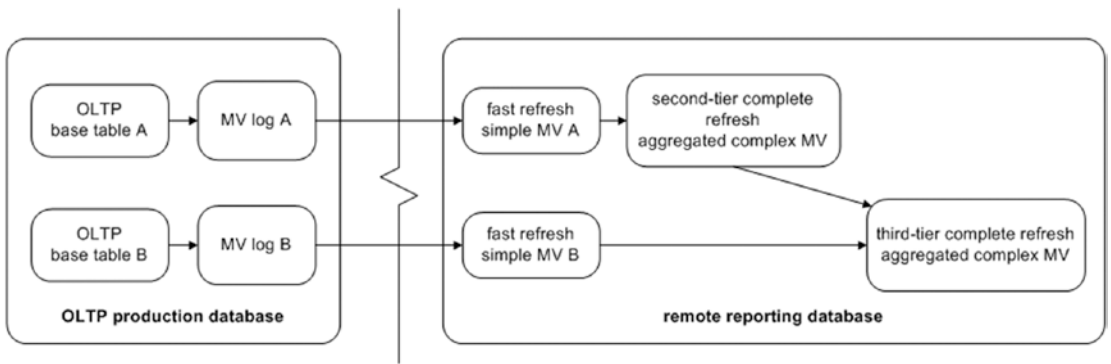 OLTP
base table A
MV log A
fast refresh
simple MV A
second-tier complete
refresh
aggregated complex MV
OLTP
base table B
MV log B
fast refresh
simple MV B
third-tier complete refresh
aggregated complex MV
OLTP production database
remote reporting database